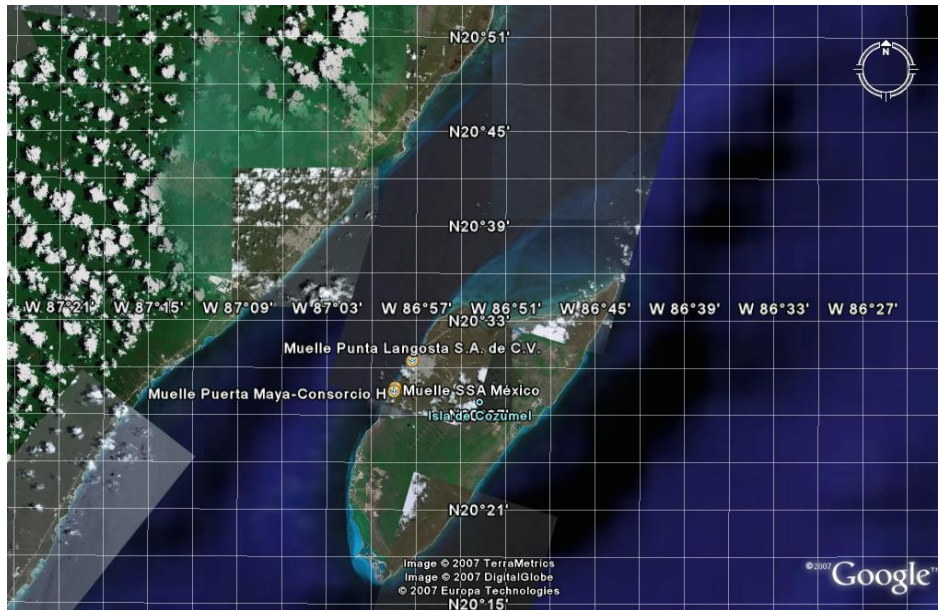 N20°51'
N
N20°45'
N20°39'
W 87°21' W 87°15' W 87°09' W 87°03' W 86°57' W 86°51' W 86°45' W 86°39' W 86°33' W 86°27'
N20°33'
Muelle Punta Langosta S.A. de C.V.
Muelle Puerta Maya-Consorcio H Muelle SSA México
Isla de Cozumel
N20°21'
Image © 2007 TerraMetrics
Image © 2007 DigitalGlobe
© 2007 Europa Technologies
©2007 Google™
N20°15'